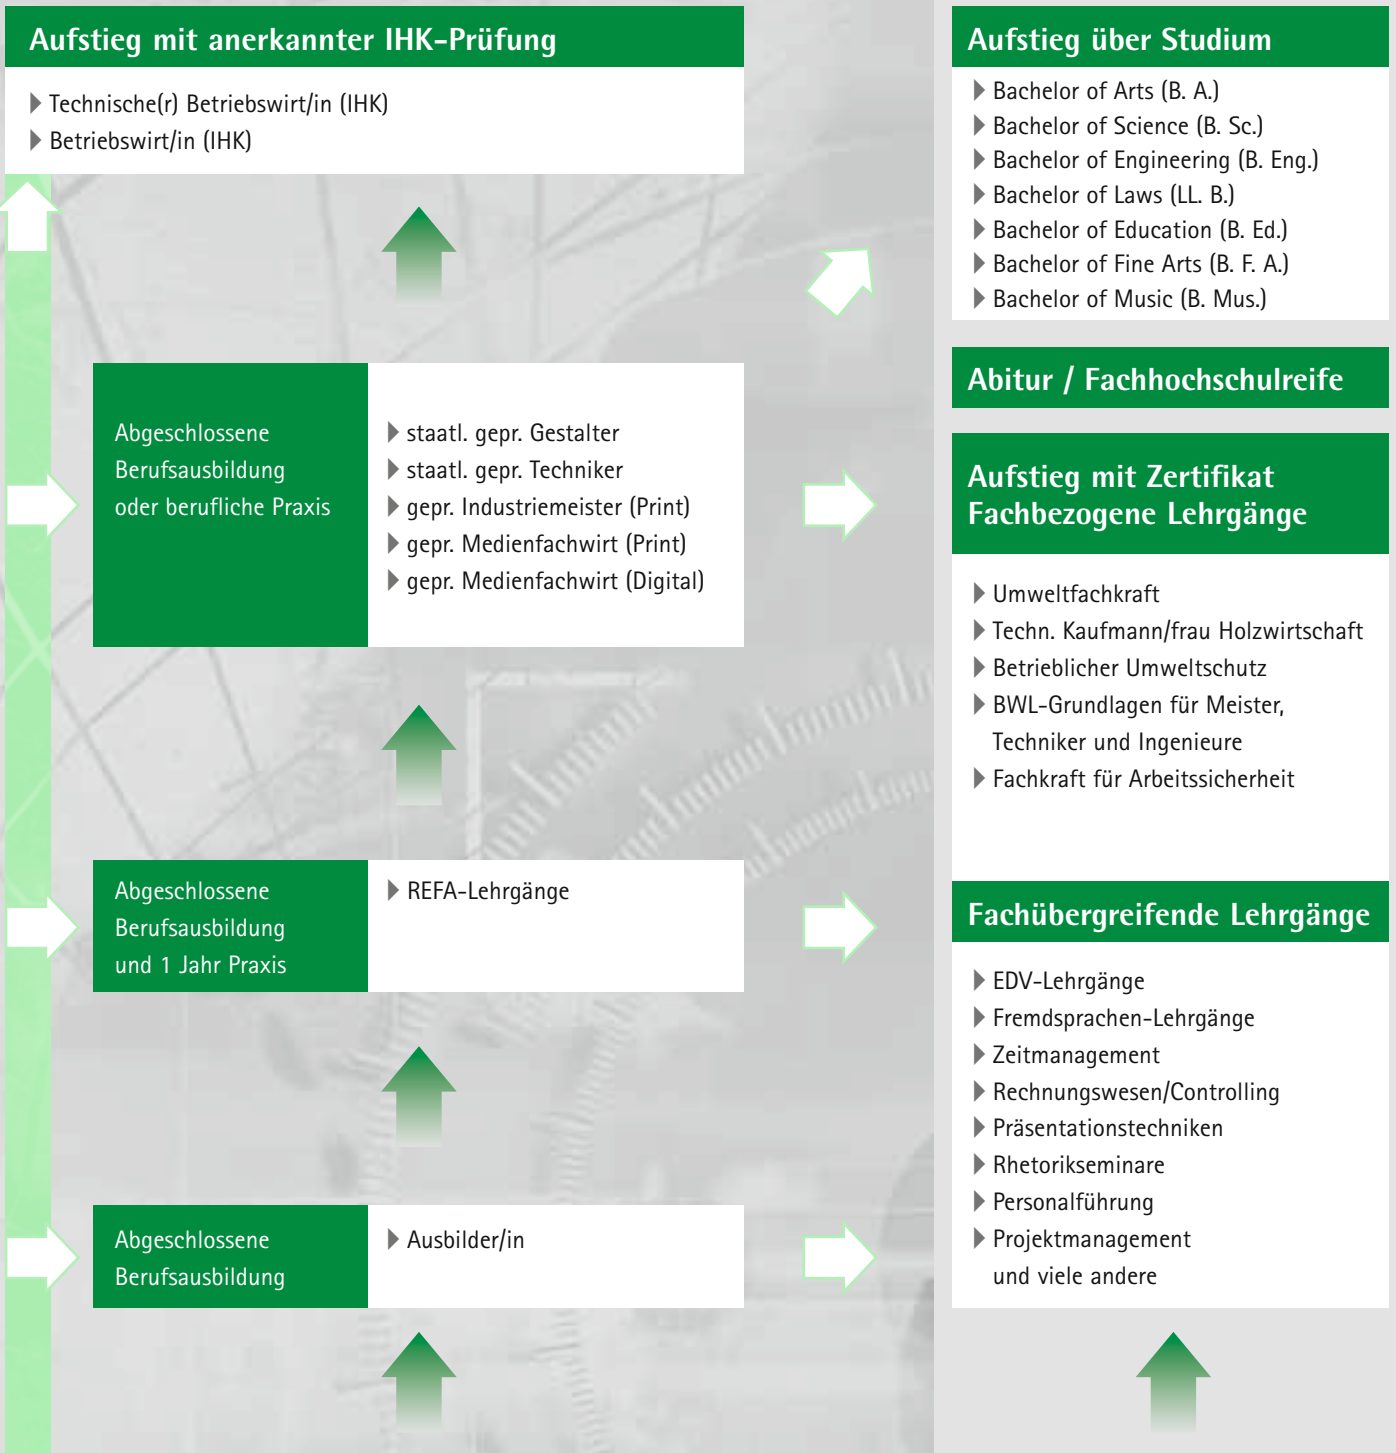 Aufstieg mit anerkannter IHK-Prüfung
Technische(r) Betriebswirt/in (IHK)
Betriebswirt/in (IHK)
Abgeschlossene
Berufsausbildung
oder berufliche Praxis
staatl. gepr. Gestalter
staatl. gepr. Techniker
gepr. Industriemeister (Print)
gepr. Medienfachwirt (Print)
gepr. Medienfachwirt (Digital)
Abgeschlossene
Berufsausbildung
und 1 Jahr Praxis
REFA-Lehrgänge
Abgeschlossene
Berufsausbildung
Ausbilder/in
Aufstieg über Studium
Bachelor of Arts (B. A.)
Bachelor of Science (B. Sc.)
Bachelor of Engineering (B. Eng.)
Bachelor of Laws (LL. B.)
Bachelor of Education (B. Ed.)
Bachelor of Fine Arts (B. F. A.)
Bachelor of Music (B. Mus.)
Abitur / Fachhochschulreife
Aufstieg mit Zertifikat
Fachbezogene Lehrgänge
Umweltfachkraft
Techn. Kaufmann/frau Holzwirtschaft
Betrieblicher Umweltschutz
BWL-Grundlagen für Meister,
Techniker und Ingenieure
Fachkraft für Arbeitssicherheit
Fachübergreifende Lehrgänge
EDV-Lehrgänge
Fremdsprachen-Lehrgänge
Zeitmanagement
Rechnungswesen/Controlling
Präsentationstechniken
Rhetorikseminare
Personalführung
Projektmanagement
und viele andere